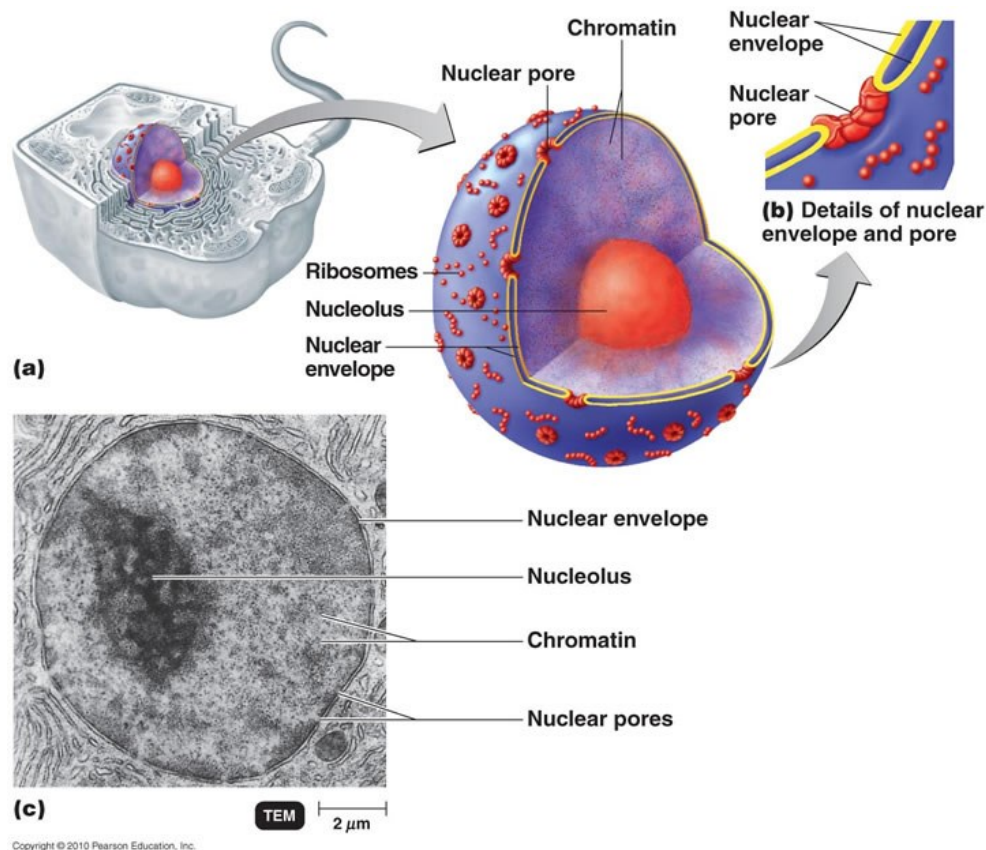 Chromatin
Nuclear pore
Ribosomes
Nucleolus
Nuclear
envelope
(a)
Nuclear
envelope
Nuclear
pore
(b) Details of nuclear
envelope and pore
Nuclear envelope
Nucleolus
Chromatin
Nuclear pores
(c)
TEM
2 μm
Copyright © 2010 Pearson Education, Inc.